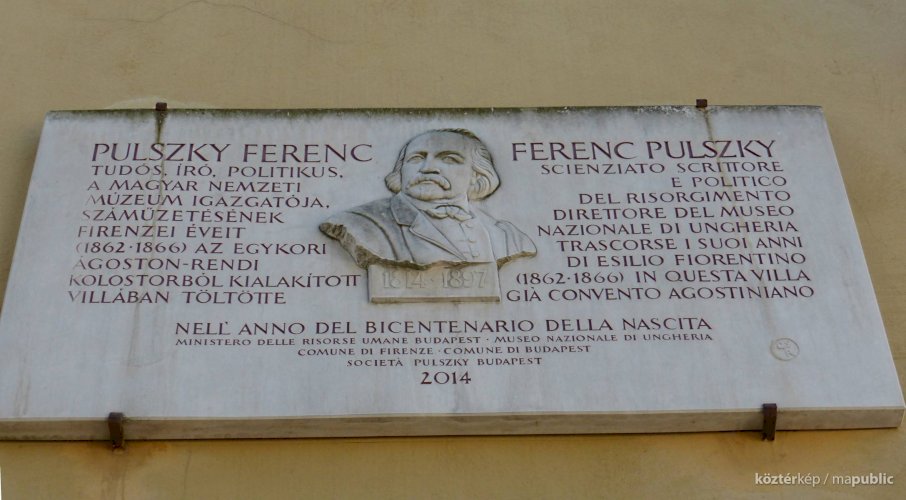 PULSZKY FERENC
TUDÓS, ÍRÓ, POLITIKUS,
A MAGYAR NEMZETI
MÚZEUM IGAZGATÓJA,
SZÁMŰZETÉSÉNEK
FIRENZEI ÉVEIT
(1862·1866) AZ EGYKORI
ÁGOSTON-RENDI
KOLOSTORBÓL KIALAKÍTOTT
VILLÁBAN TÖLTÖTTE
1814 · 1897
FERENC PULSZKY
SCIENZIATO SCRITTORE
E POLITICO
DEL RISORGIMENTO
DIRETTORE DEL MUSEO
NAZIONALE DI UNGHERIA
TRASCORSE I SUOI ANNI
DI ESILIO FIORENTINO
(1862·1866) IN QUESTA VILLA
GIÀ CONVENTO AGOSTINIANO
NELL' ANNO DEL BICENTENARIO DELLA NASCITA
MINISTERO DELLE RISORSE UMANE BUDAPEST · MUSEO NAZIONALE DI UNGHERIA
COMUNE DI FIRENZE · COMUNE DI BUDAPEST
SOCIETÀ PULSZKY BUDAPEST
2014
köztérkép / mapublic